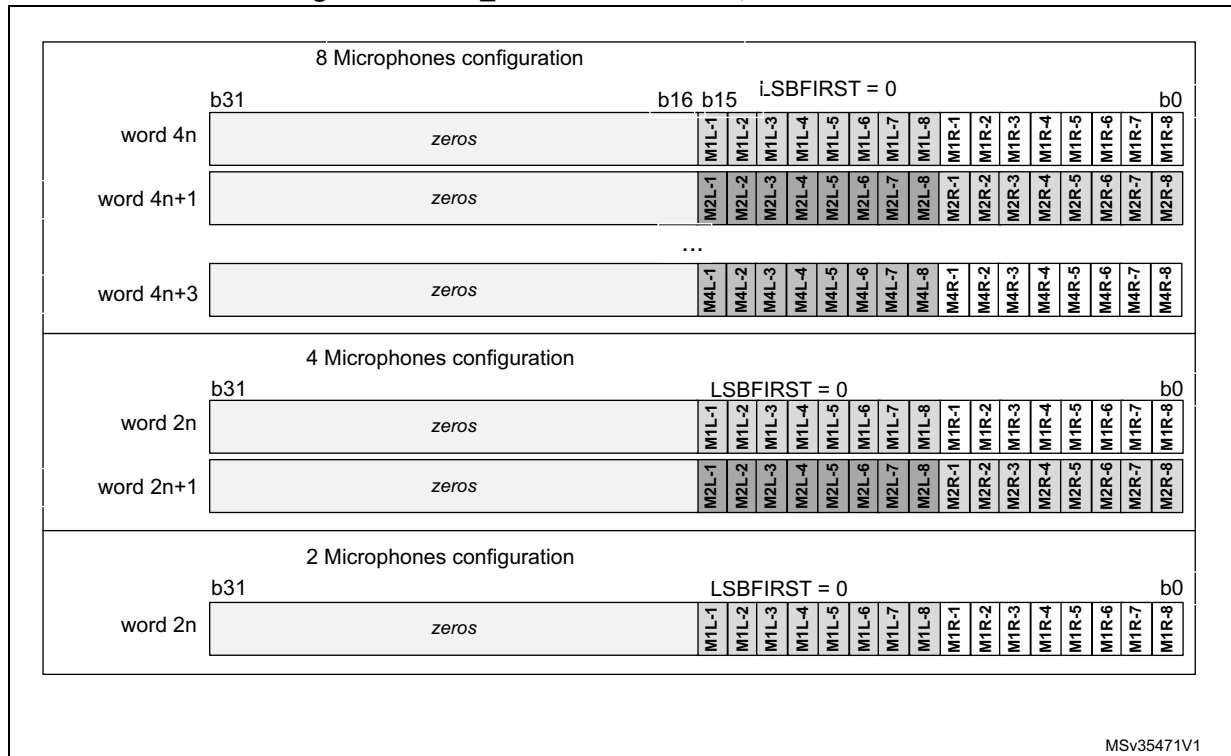 8 Microphones configuration
b31 b16 b15 LSBFIRST = 0 b0
word 4n zeros M1L-1 M1L-2 M1L-3 M1L-4 M1L-5 M1L-6 M1L-7 M1L-8 M1R-1 M1R-2 M1R-3 M1R-4 M1R-5 M1R-6 M1R-7 M1R-8
word 4n+1 zeros M2L-1 M2L-2 M2L-3 M2L-4 M2L-5 M2L-6 M2L-7 M2L-8 M2R-1 M2R-2 M2R-3 M2R-4 M2R-5 M2R-6 M2R-7 M2R-8
...
word 4n+3 zeros M4L-1 M4L-2 M4L-3 M4L-4 M4L-5 M4L-6 M4L-7 M4L-8 M4R-1 M4R-2 M4R-3 M4R-4 M4R-5 M4R-6 M4R-7 M4R-8
4 Microphones configuration
b31 LSBFIRST = 0 b0
word 2n zeros M1L-1 M1L-2 M1L-3 M1L-4 M1L-5 M1L-6 M1L-7 M1L-8 M1R-1 M1R-2 M1R-3 M1R-4 M1R-5 M1R-6 M1R-7 M1R-8
word 2n+1 zeros M2L-1 M2L-2 M2L-3 M2L-4 M2L-5 M2L-6 M2L-7 M2L-8 M2R-1 M2R-2 M2R-3 M2R-4 M2R-5 M2R-6 M2R-7 M2R-8
2 Microphones configuration
b31 LSBFIRST = 0 b0
word 2n zeros M1L-1 M1L-2 M1L-3 M1L-4 M1L-5 M1L-6 M1L-7 M1L-8 M1R-1 M1R-2 M1R-3 M1R-4 M1R-5 M1R-6 M1R-7 M1R-8
MSv35471V1